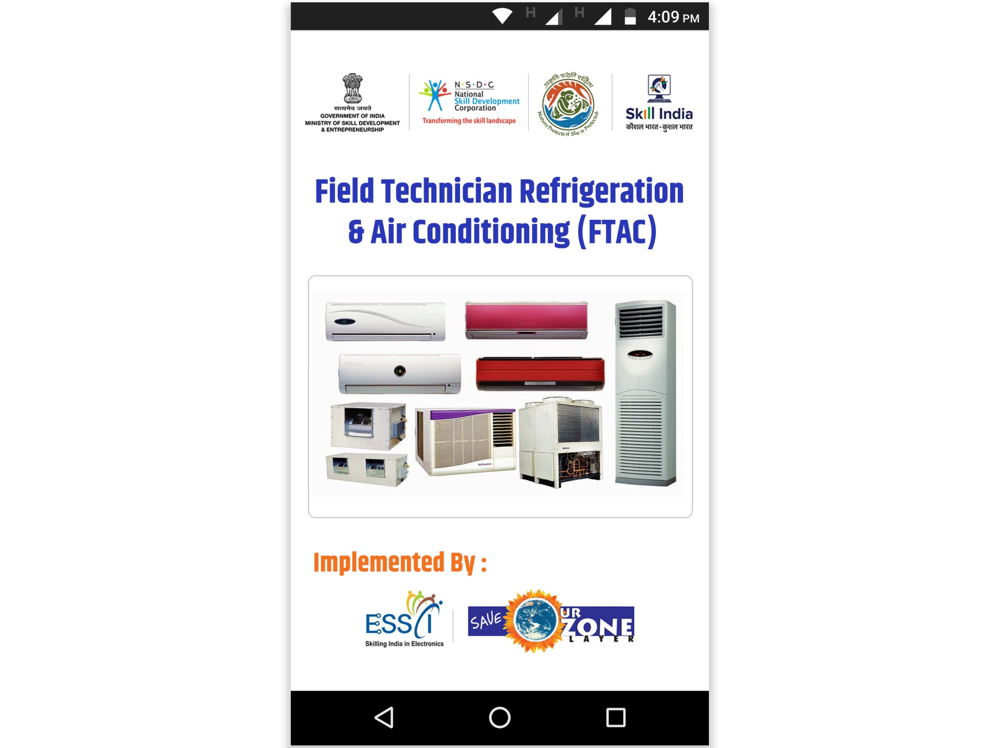 H H 4:09 PM
सत्यमेव जयते
GOVERNMENT OF INDIA
MINISTRY OF SKILL DEVELOPMENT
& ENTREPRENEURSHIP
N·S·D·C
National
Skill Development
Corporation
Transforming the skill landscape
प्रकृतिः रक्षति रक्षिता
Nature Protects if She is Protected
Skill India
कौशल भारत-कुशल भारत
Field Technician Refrigeration
& Air Conditioning (FTAC)
Implemented By :
ESSCI
Skilling India in Electronics
SAVE OUR
OZONE
LAYER